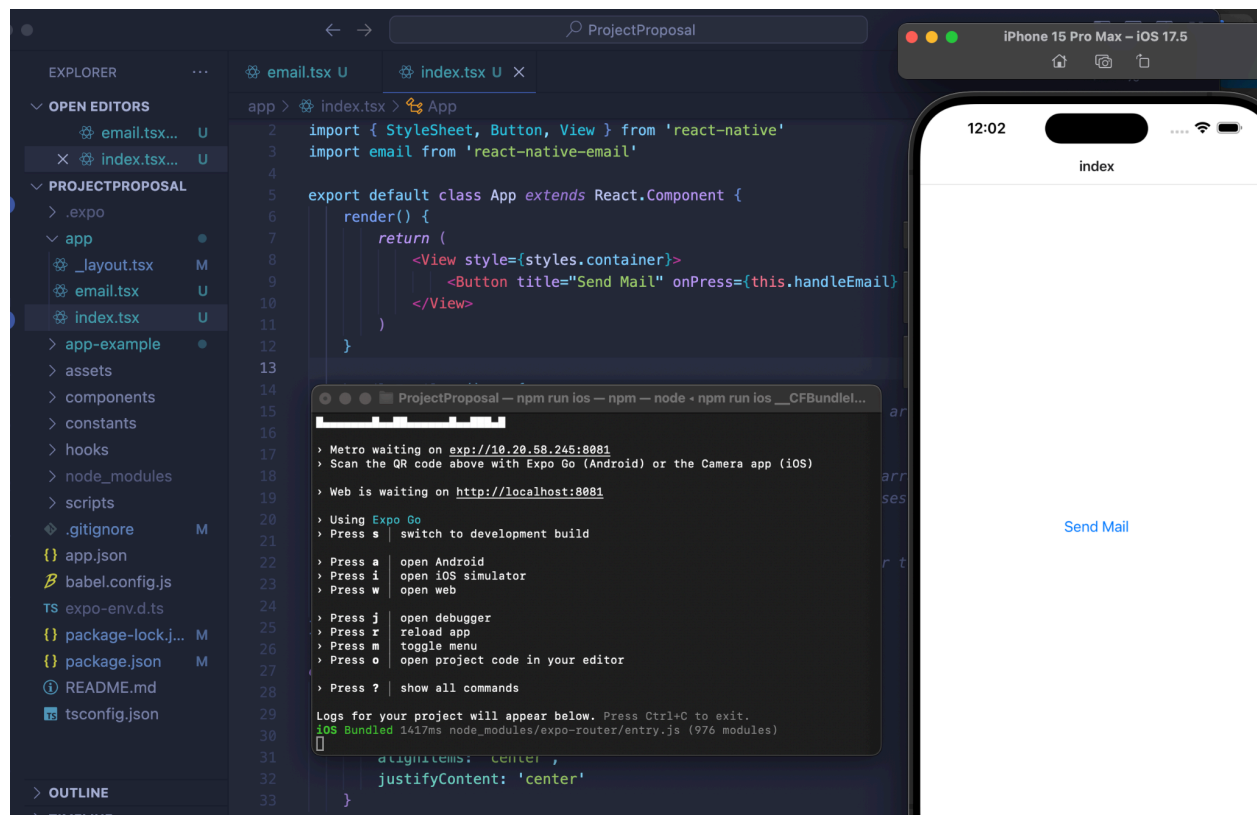 ProjectProposal
EXPLORER
OPEN EDITORS
email.tsx... U
index.tsx... U
PROJECTPROPOSAL
.expo
app
_layout.tsx M
email.tsx U
index.tsx U
app-example
assets
components
constants
hooks
node_modules
scripts
.gitignore M
app.json
babel.config.js
TS expo-env.d.ts
package-lock.j... M
package.json M
README.md
TS tsconfig.json
OUTLINE
email.tsx U
index.tsx U
app > index.tsx > App
2 import { StyleSheet, Button, View } from 'react-native'
3 import email from 'react-native-email'
4
5 export default class App extends React.Component {
6 render() {
7 return (
8 <View style={styles.container}>
9 <Button title="Send Mail" onPress={this.handleEmail}
10 </View>
11 )
12 }
13
14
15 ar
16
17
18 arr
19 ses
20
21
22 r t
23
24
25
26
27
28
29
30
31 alignItems: 'center',
32 justifyContent: 'center'
33 }
ProjectProposal — npm run ios — npm — node ◂ npm run ios __CFBundleI...
› Metro waiting on exp://10.20.58.245:8081
› Scan the QR code above with Expo Go (Android) or the Camera app (iOS)
› Web is waiting on http://localhost:8081
› Using Expo Go
› Press s │ switch to development build
› Press a │ open Android
› Press i │ open iOS simulator
› Press w │ open web
› Press j │ open debugger
› Press r │ reload app
› Press m │ toggle menu
› Press o │ open project code in your editor
› Press ? │ show all commands
Logs for your project will appear below. Press Ctrl+C to exit.
iOS Bundled 1417ms node_modules/expo-router/entry.js (976 modules)
iPhone 15 Pro Max – iOS 17.5
12:02
index
Send Mail